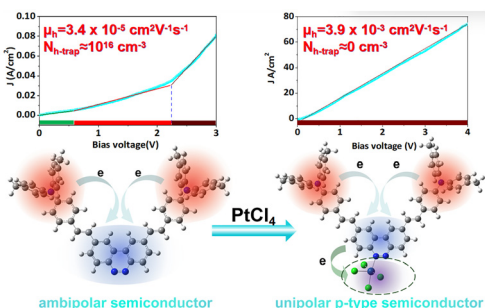 μh=3.4 x 10-5 cm2V-1s-1
Nh-trap≈1016 cm-3
J (A/cm2)
0.08
0.06
0.04
0.02
0.00
0 1 2 3
Bias voltage(V)
μh=3.9 x 10-3 cm2V-1s-1
Nh-trap≈0 cm-3
J (A/cm2)
80
60
40
20
0
0 1 2 3 4
Bias voltage(V)
e e
PtCl4
e e
e
ambipolar semiconductor
unipolar p-type semiconductor